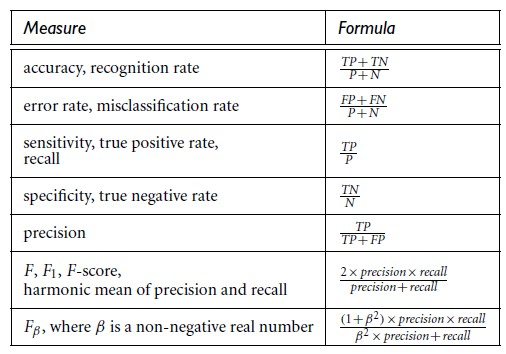 Measure Formula
accuracy, recognition rate TP + TN / P + N
error rate, misclassification rate FP + FN / P + N
sensitivity, true positive rate,
recall TP / P
specificity, true negative rate TN / N
precision TP / TP + FP
F, F₁, F-score,
harmonic mean of precision and recall 2 × precision × recall / precision + recall
Fβ, where β is a non-negative real number (1 + β²) × precision × recall / β² × precision + recall